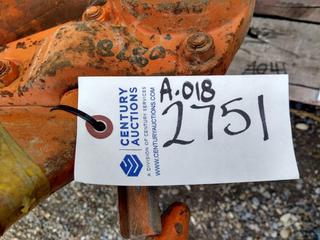 A.018
2751
CENTURY
AUCTIONS
A DIVISION OF CENTURY SERVICES
WWW.CENTURYAUCTIONS.COM